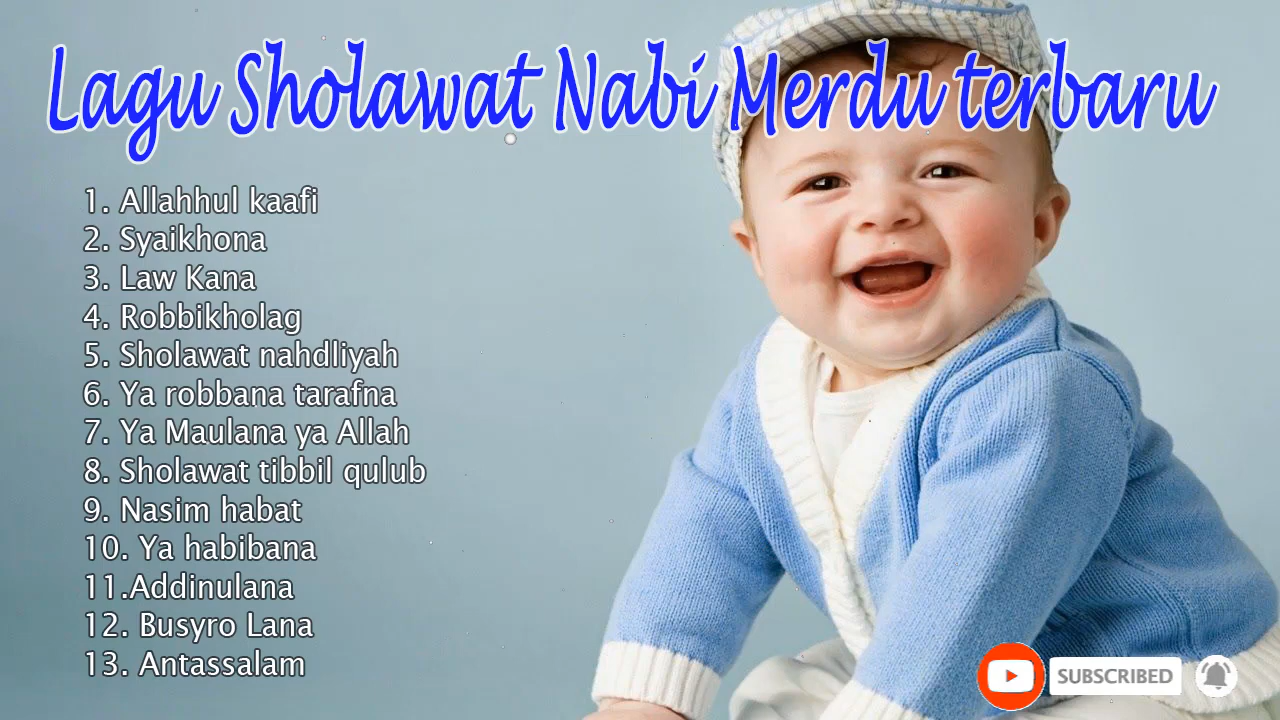 Lagu Sholawat Nabi Merdu terbaru
1. Allahhul kaafi
2. Syaikhona
3. Law Kana
4. Robbikholag
5. Sholawat nahdliyah
6. Ya robbana tarafna
7. Ya Maulana ya Allah
8. Sholawat tibbil qulub
9. Nasim habat
10. Ya habibana
11.Addinulana
12. Busyro Lana
13. Antassalam
SUBSCRIBED